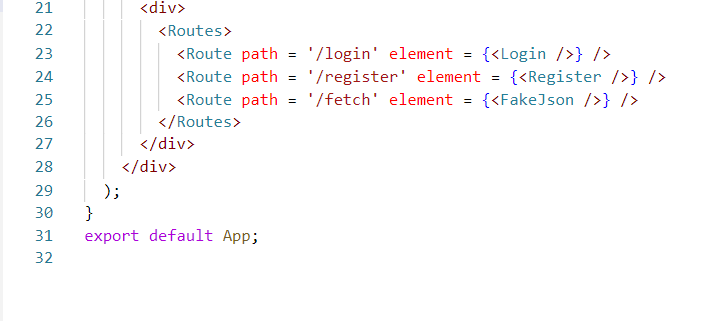 21 <div>
22 <Routes>
23 <Route path = '/login' element = {<Login />} />
24 <Route path = '/register' element = {<Register />} />
25 <Route path = '/fetch' element = {<FakeJson />} />
26 </Routes>
27 </div>
28 </div>
29 );
30 }
31 export default App;
32